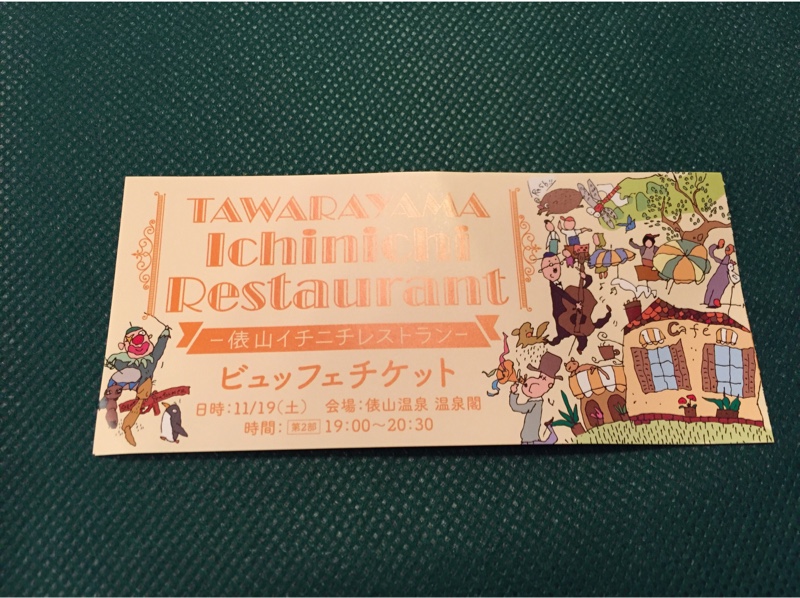 TAWARAYAMA
Ichinichi
Restaurant
－俵山イチニチレストラン－
ビュッフェチケット
日時：11/19（土） 会場：俵山温泉 温泉閣
時間：第2部 19:00～20:30
Cafe